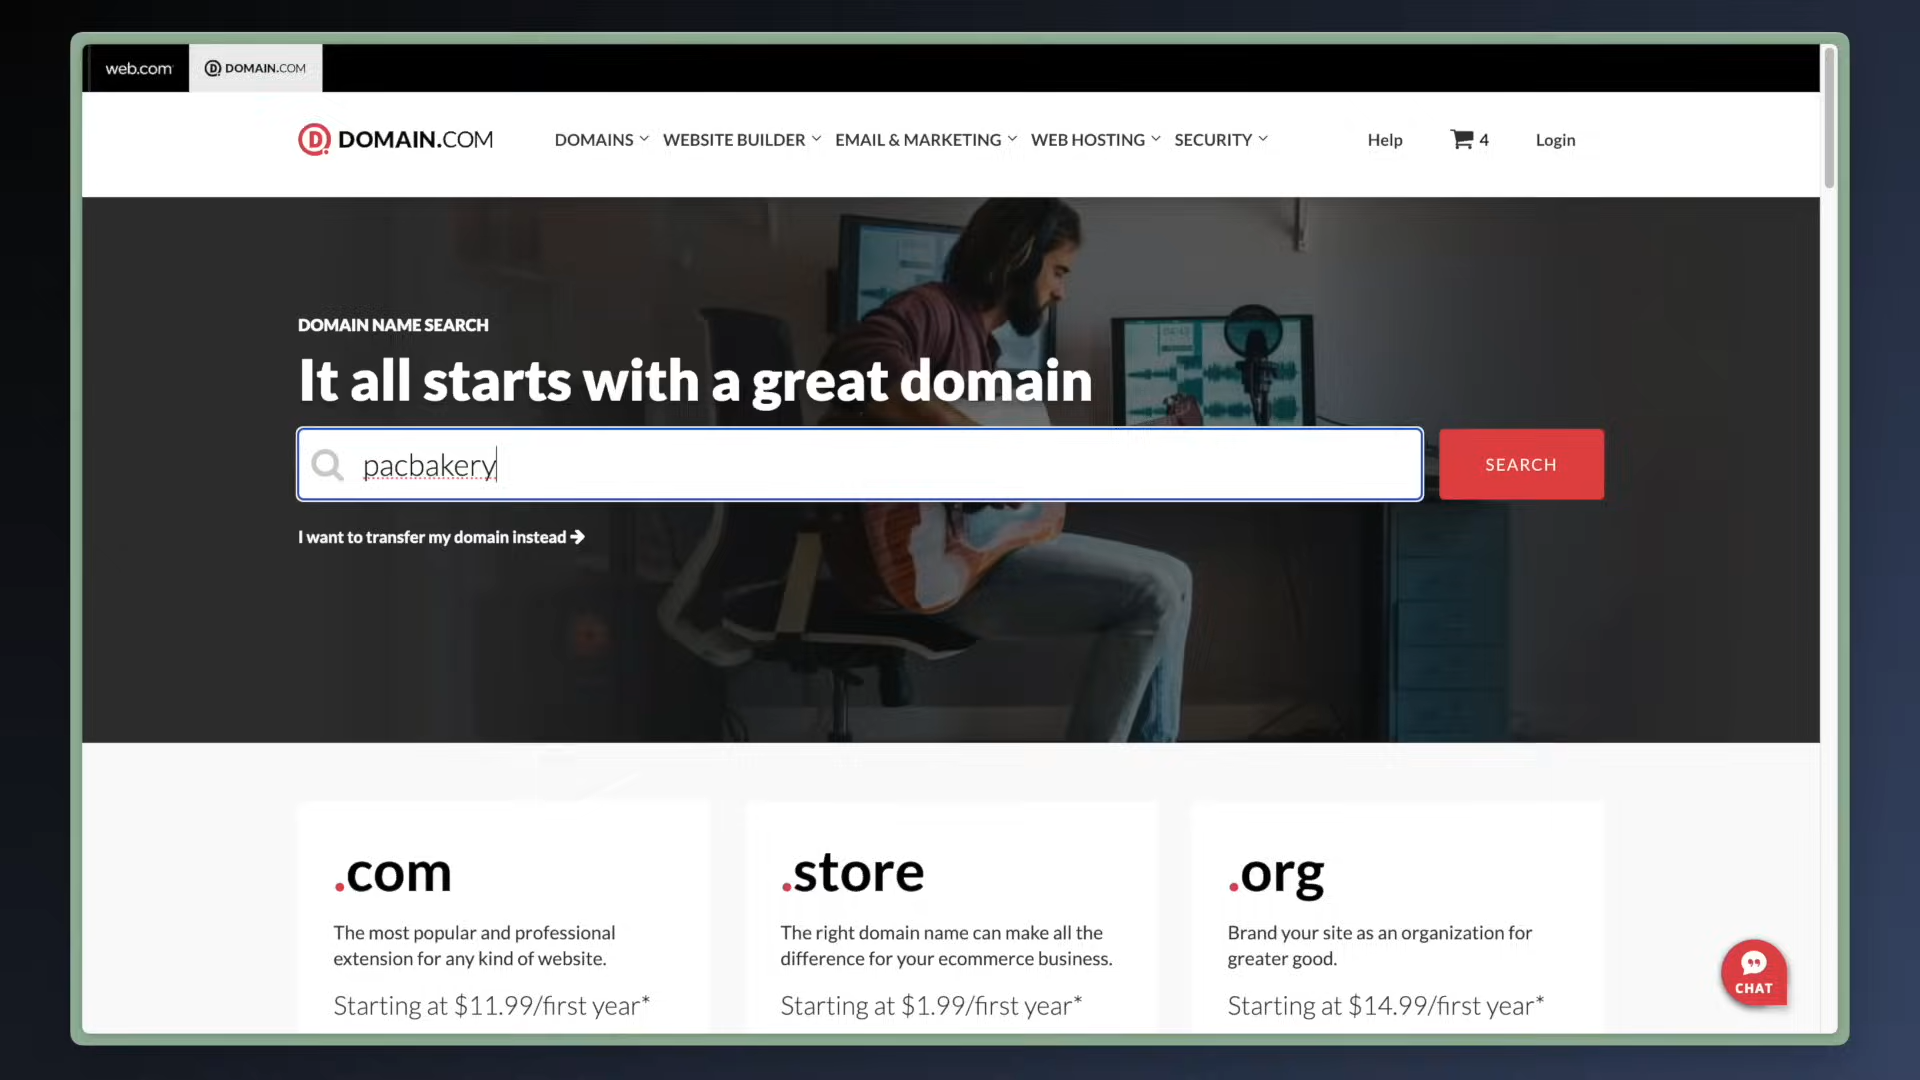 web.com
DOMAIN.COM
DOMAIN.COM
DOMAINS
WEBSITE BUILDER
EMAIL & MARKETING
WEB HOSTING
SECURITY
Help
4
Login
DOMAIN NAME SEARCH
It all starts with a great domain
pacbakery
SEARCH
I want to transfer my domain instead
.com
The most popular and professional
extension for any kind of website.
Starting at $11.99/first year*
.store
The right domain name can make all the
difference for your ecommerce business.
Starting at $1.99/first year*
.org
Brand your site as an organization for
greater good.
Starting at $14.99/first year*
CHAT